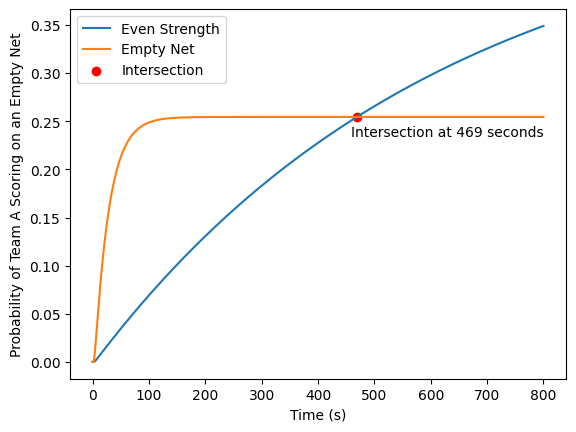 Probability of Team A Scoring on an Empty Net
0.35
0.30
0.25
0.20
0.15
0.10
0.05
0.00
Even Strength
Empty Net
Intersection
Intersection at 469 seconds
0 100 200 300 400 500 600 700 800
Time (s)